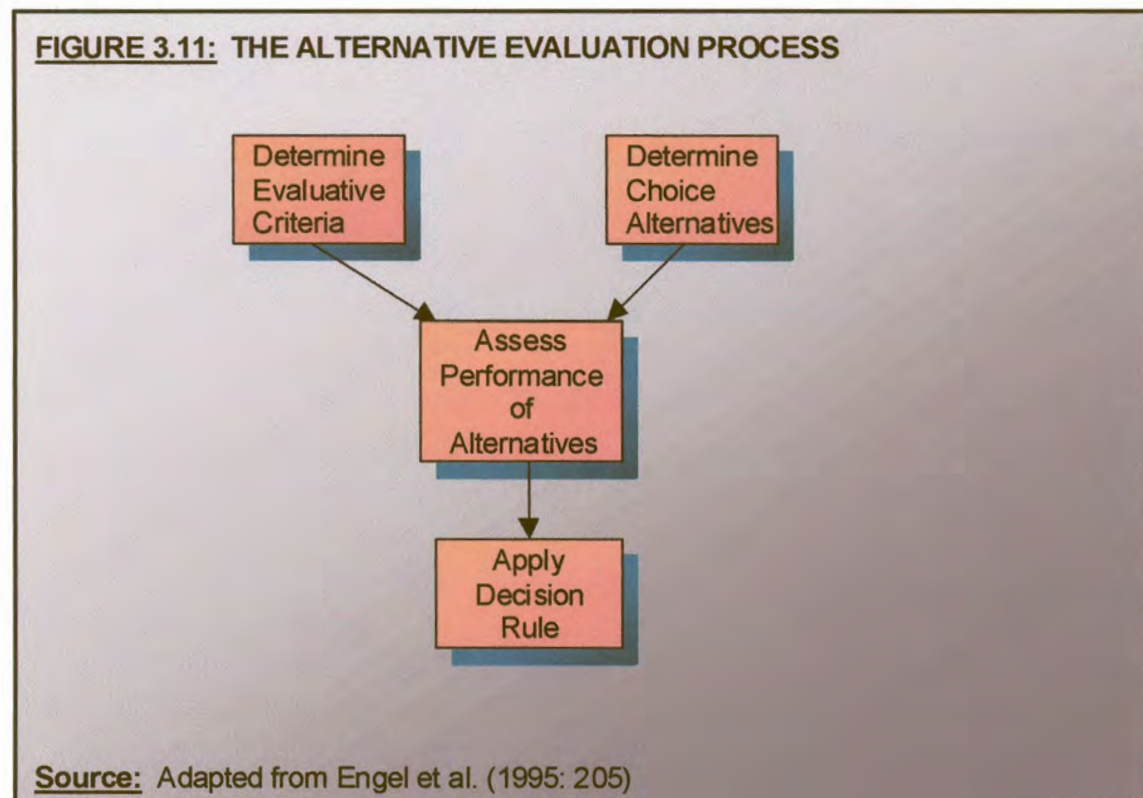 FIGURE 3.11: THE ALTERNATIVE EVALUATION PROCESS
Determine
Evaluative
Criteria
Determine
Choice
Alternatives
Assess
Performance
of
Alternatives
Apply
Decision
Rule
Source: Adapted from Engel et al. (1995: 205)